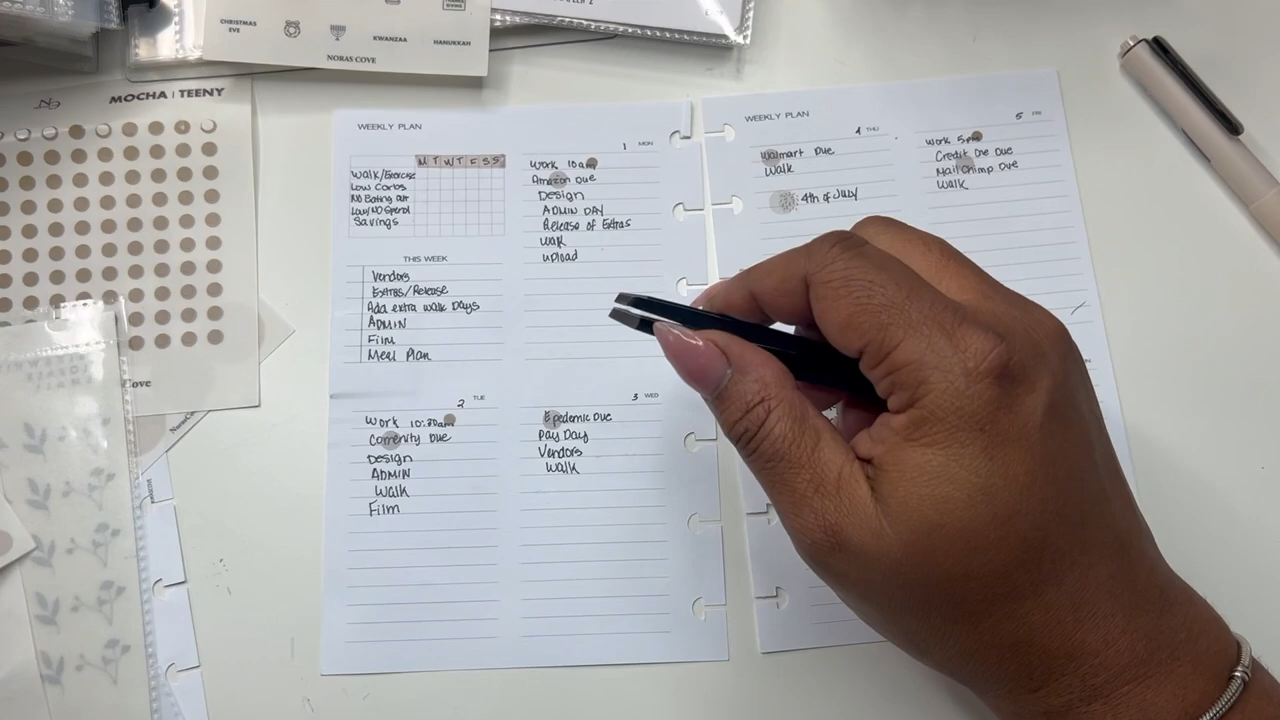 CHRISTMAS EVE
KWANZAA
HANUKKAH
NORAS COVE
MOCHA | TEENY
Cove
WEEKLY PLAN
M T W T F S S
Walk/Exercise
Low Carbs
No Eating Out
Low/No Spend
Savings
THIS WEEK
Vendors
Extras/Release
Add extra walk Days
ADMIN
Film
Meal Plan
1 MON
Work 10am
Amazon Due
Design
ADMIN DAY
Release of Extras
Walk
upload
2 TUE
Work 10:30am
Comenity Due
Design
ADMIN
Walk
Film
3 WED
Epedemic Due
Pay Day
Vendors
Walk
WEEKLY PLAN
4 THU
Walmart Due
Walk
4th of July
5 FRI
Work 5pm
Credit One Due
Mailchimp Due
Walk